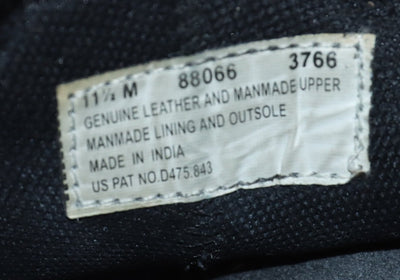 11½ M 88066 3766
GENUINE LEATHER AND MANMADE UPPER
MANMADE LINING AND OUTSOLE
MADE IN INDIA
US PAT NO.D475.843